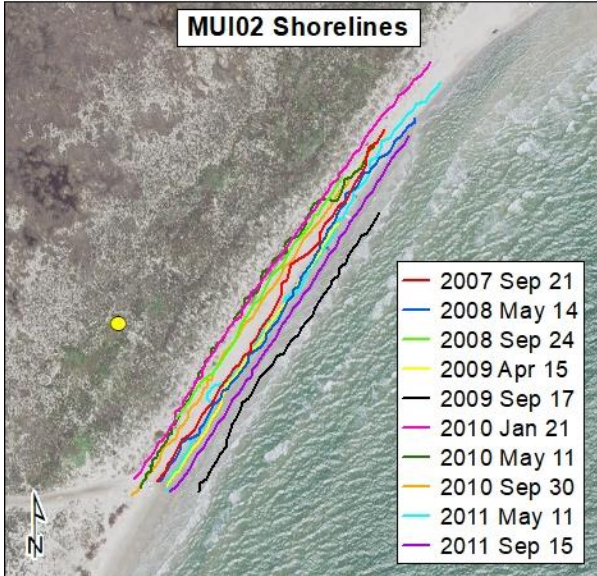 MUI02 Shorelines
2007 Sep 21
2008 May 14
2008 Sep 24
2009 Apr 15
2009 Sep 17
2010 Jan 21
2010 May 11
2010 Sep 30
2011 May 11
2011 Sep 15
N